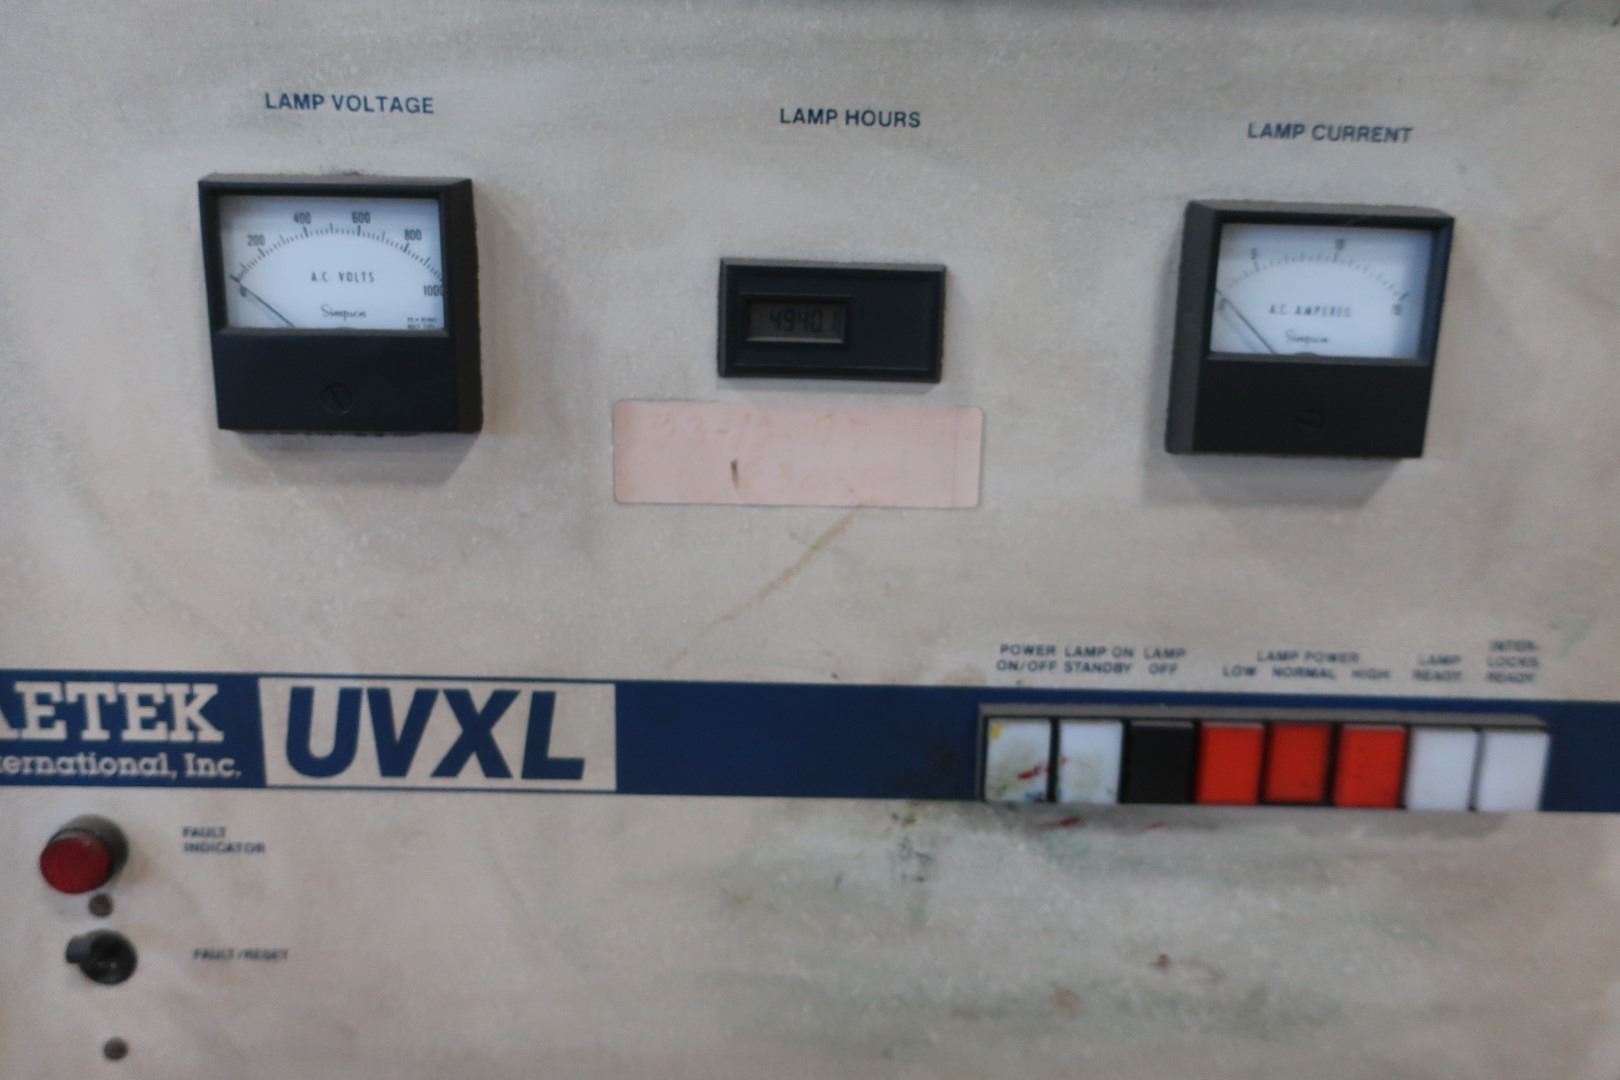 LAMP VOLTAGE
LAMP HOURS
LAMP CURRENT
200 400 600 800 1000
0
A.C. VOLTS
Simpson
49401
5 10 15
0
A.C. AMPERES
Simpson
POWER ON/OFF
LAMP ON STANDBY
LAMP OFF
LAMP POWER
LOW NORMAL HIGH
LAMP READY
INTER-
LOCKS
READY
AETEK
ternational, Inc.
UVXL
FAULT
INDICATOR
FAULT/RESET